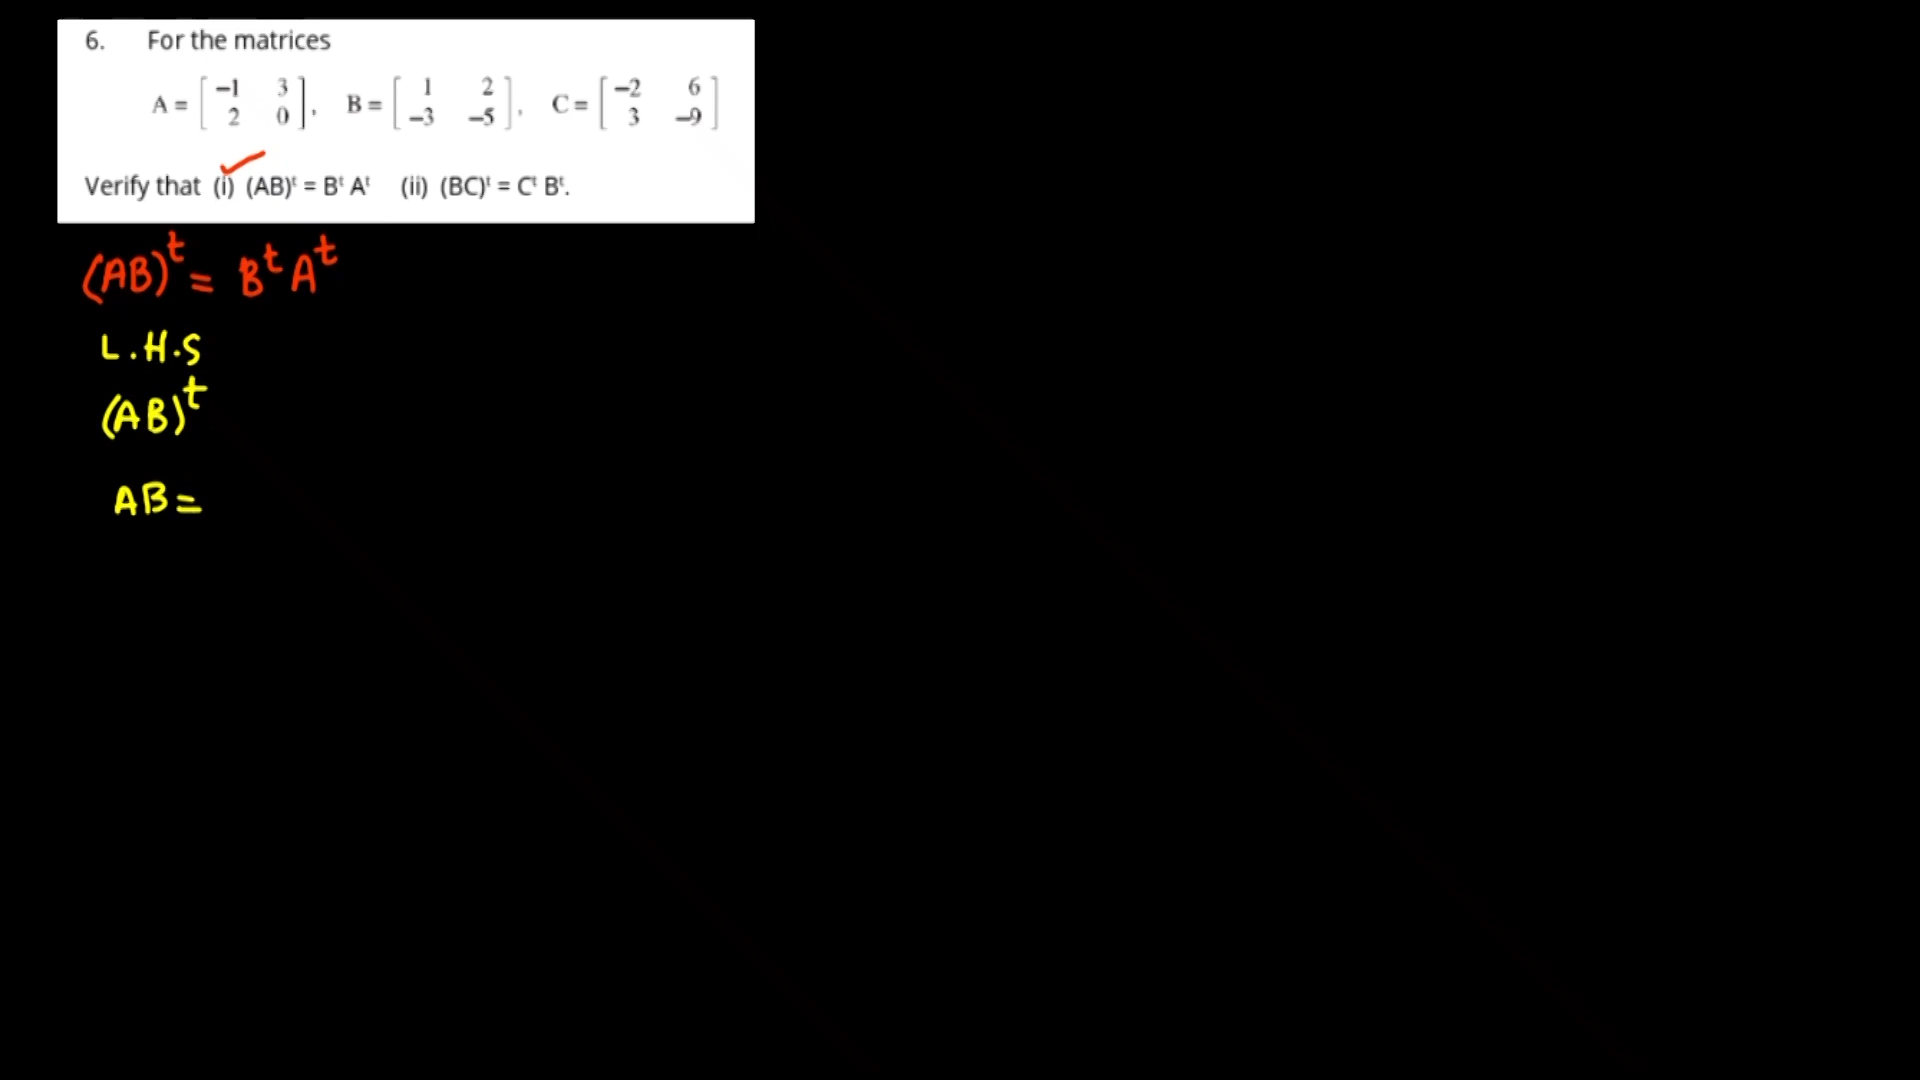 6. For the matrices
A = [ −1 3 ], B = [ 1 2 ], C = [ −2 6 ]
2 0 −3 −5 3 −9
Verify that (i) (AB)ᵗ = Bᵗ Aᵗ (ii) (BC)ᵗ = Cᵗ Bᵗ.
(AB)ᵗ = Bᵗ Aᵗ
L.H.S
(AB)ᵗ
AB =